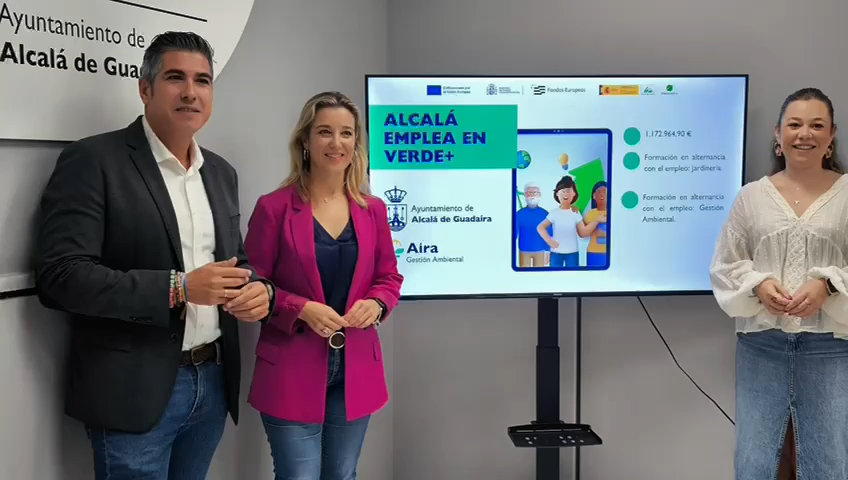 Ayuntamiento de
Alcalá de Guada
Fondos Europeos
ALCALÁ
EMPLEA EN
VERDE+
Ayuntamiento de
Alcalá de Guadaíra
Aira
Gestión Ambiental
1.172.964,90 €
Formación en alternancia
con el empleo: Jardinería.
Formación en alternancia
con el empleo: Gestión
Ambiental.